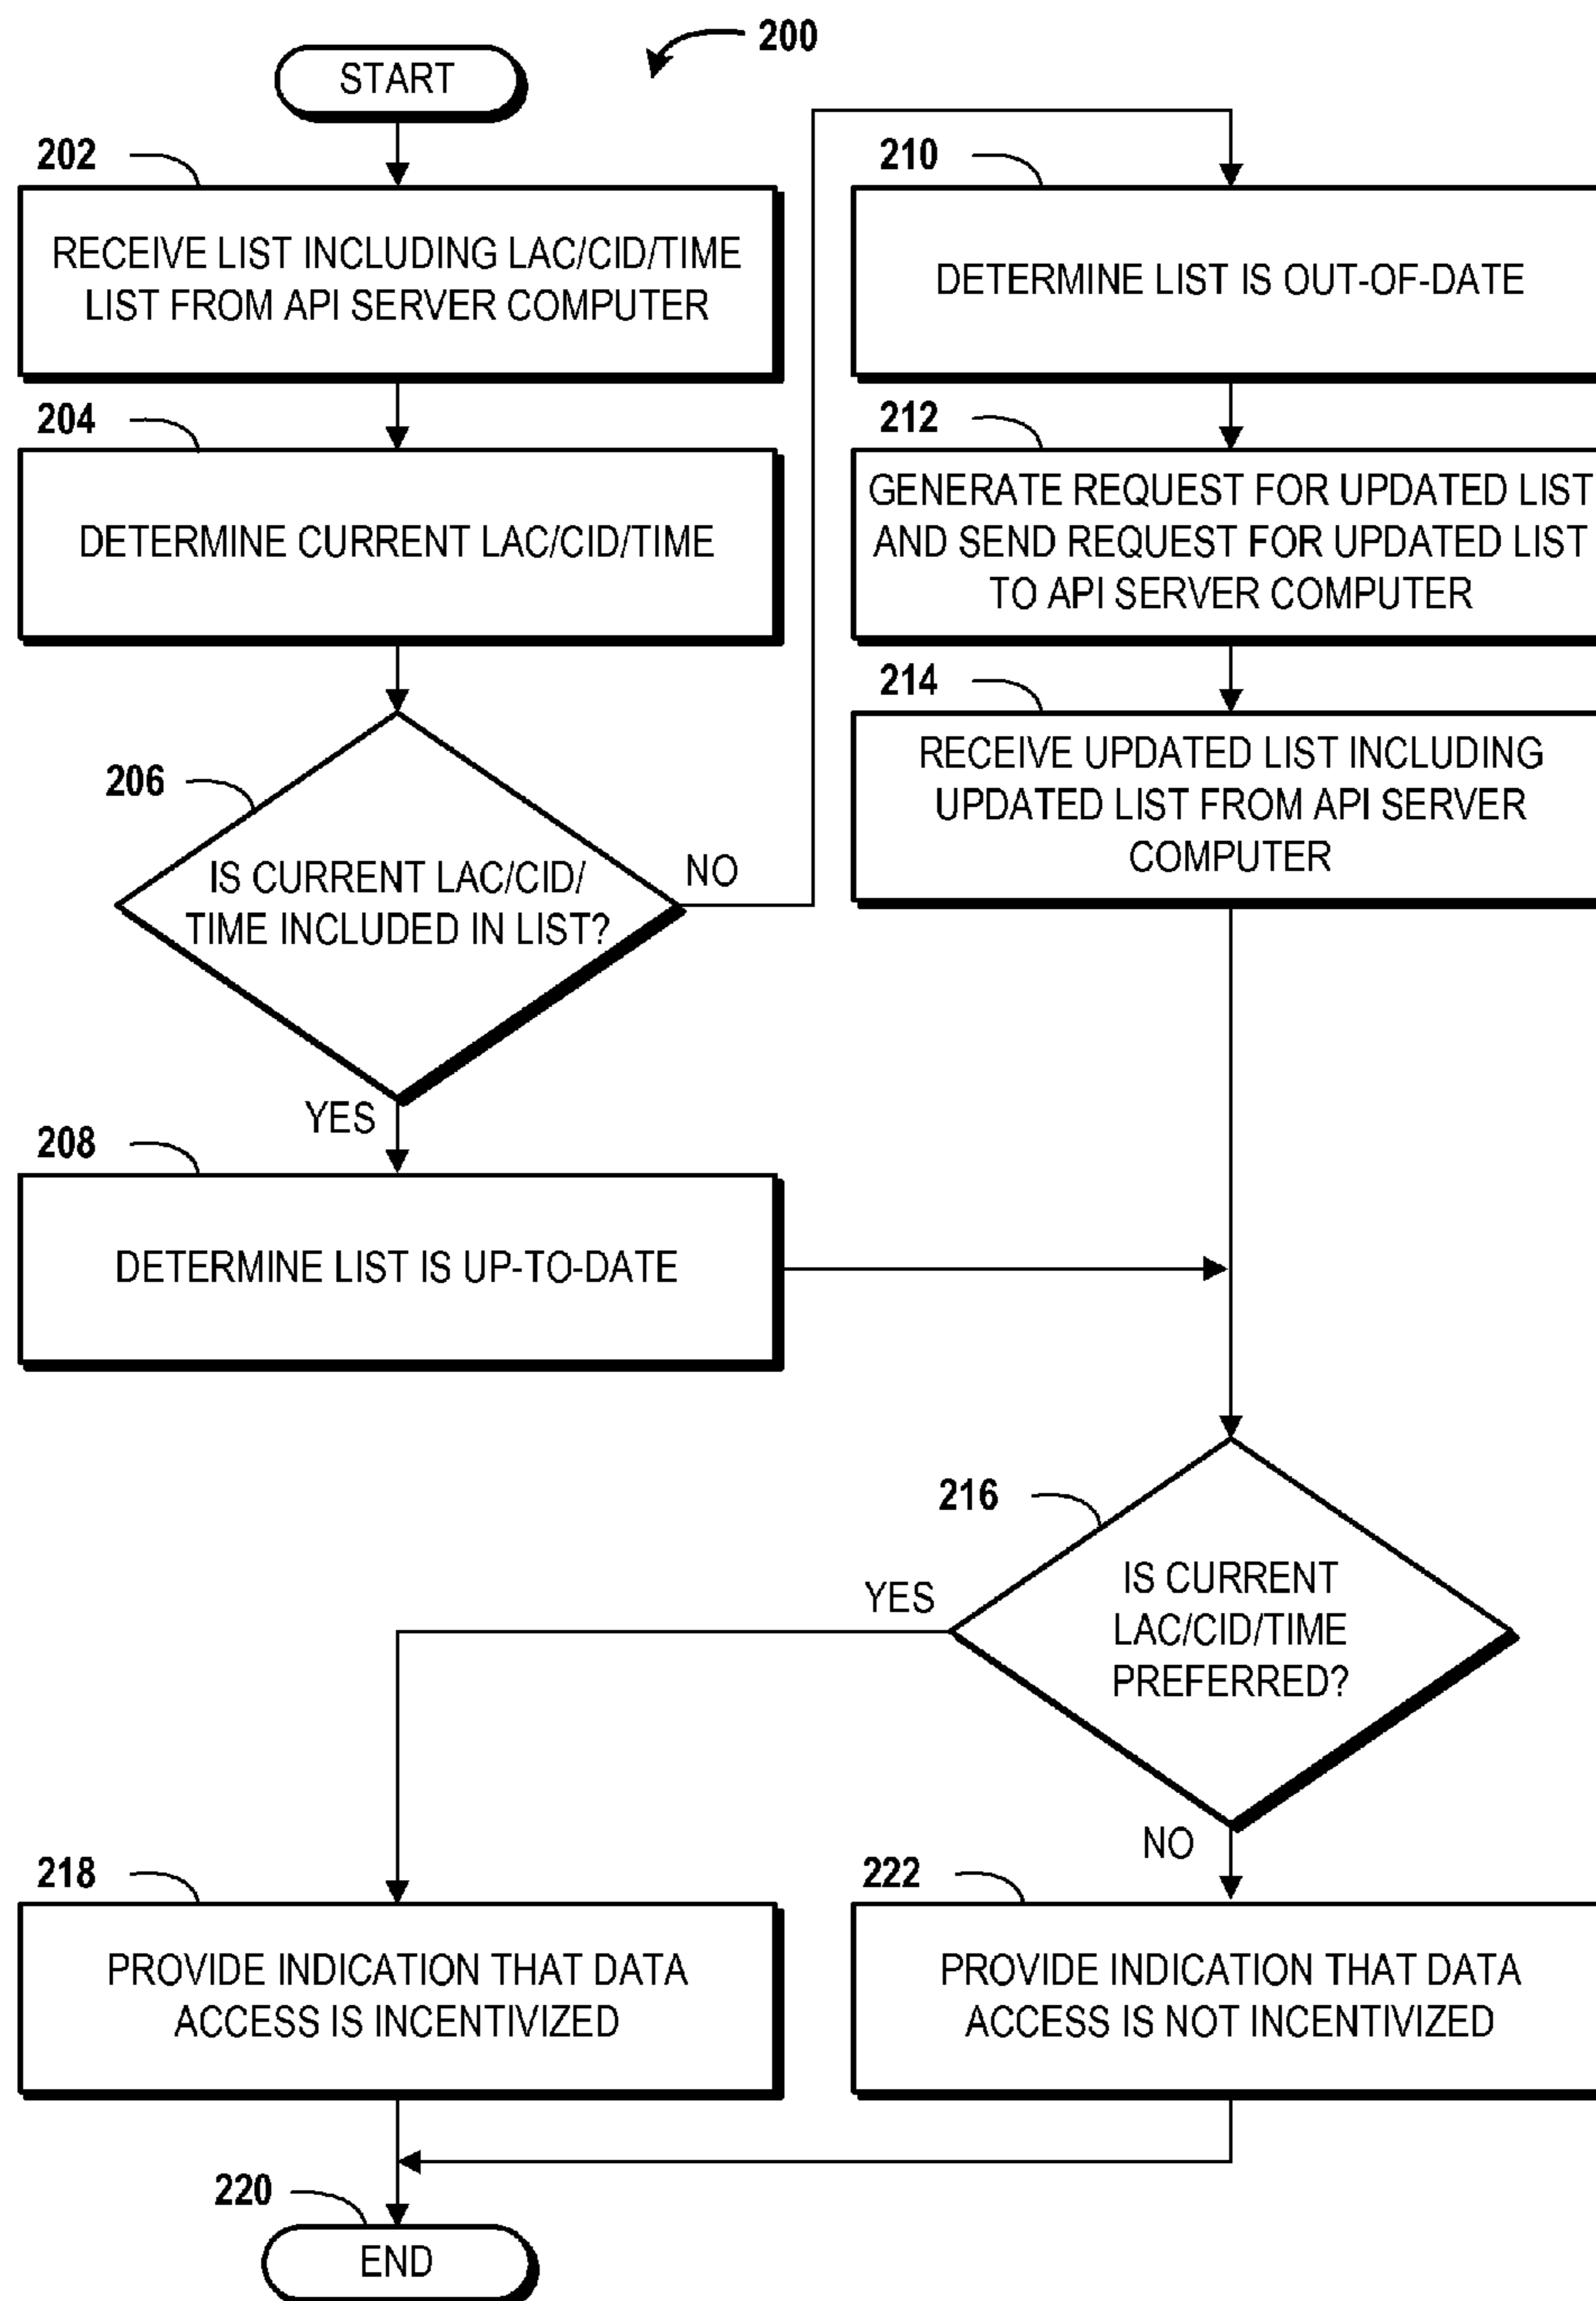 200
START
202
RECEIVE LIST INCLUDING LAC/CID/TIME
LIST FROM API SERVER COMPUTER
204
DETERMINE CURRENT LAC/CID/TIME
206
IS CURRENT LAC/CID/
TIME INCLUDED IN LIST?
NO
YES
208
DETERMINE LIST IS UP-TO-DATE
210
DETERMINE LIST IS OUT-OF-DATE
212
GENERATE REQUEST FOR UPDATED LIST
AND SEND REQUEST FOR UPDATED LIST
TO API SERVER COMPUTER
214
RECEIVE UPDATED LIST INCLUDING
UPDATED LIST FROM API SERVER
COMPUTER
216
IS CURRENT
LAC/CID/TIME
PREFERRED?
YES
NO
218
PROVIDE INDICATION THAT DATA
ACCESS IS INCENTIVIZED
222
PROVIDE INDICATION THAT DATA
ACCESS IS NOT INCENTIVIZED
220
END